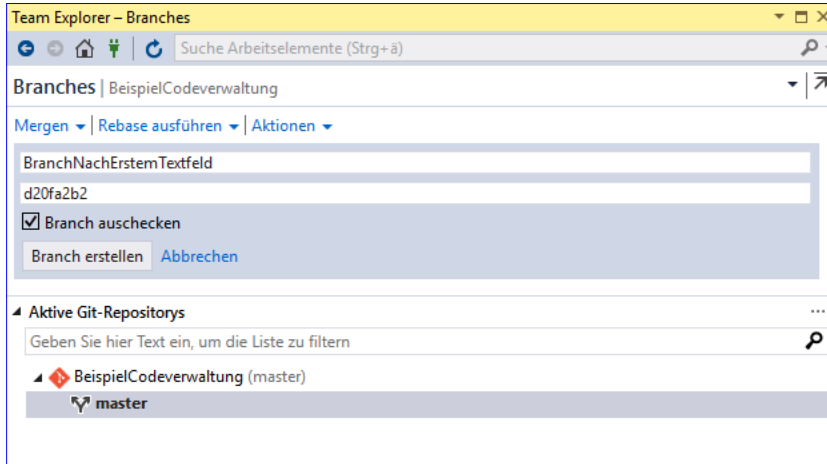 Team Explorer – Branches
Suche Arbeitselemente (Strg+ä)
Branches | BeispielCodeverwaltung
Mergen | Rebase ausführen | Aktionen
BranchNachErstemTextfeld
d20fa2b2
Branch auschecken
Branch erstellen Abbrechen
Aktive Git-Repositorys ...
Geben Sie hier Text ein, um die Liste zu filtern
BeispielCodeverwaltung (master)
master